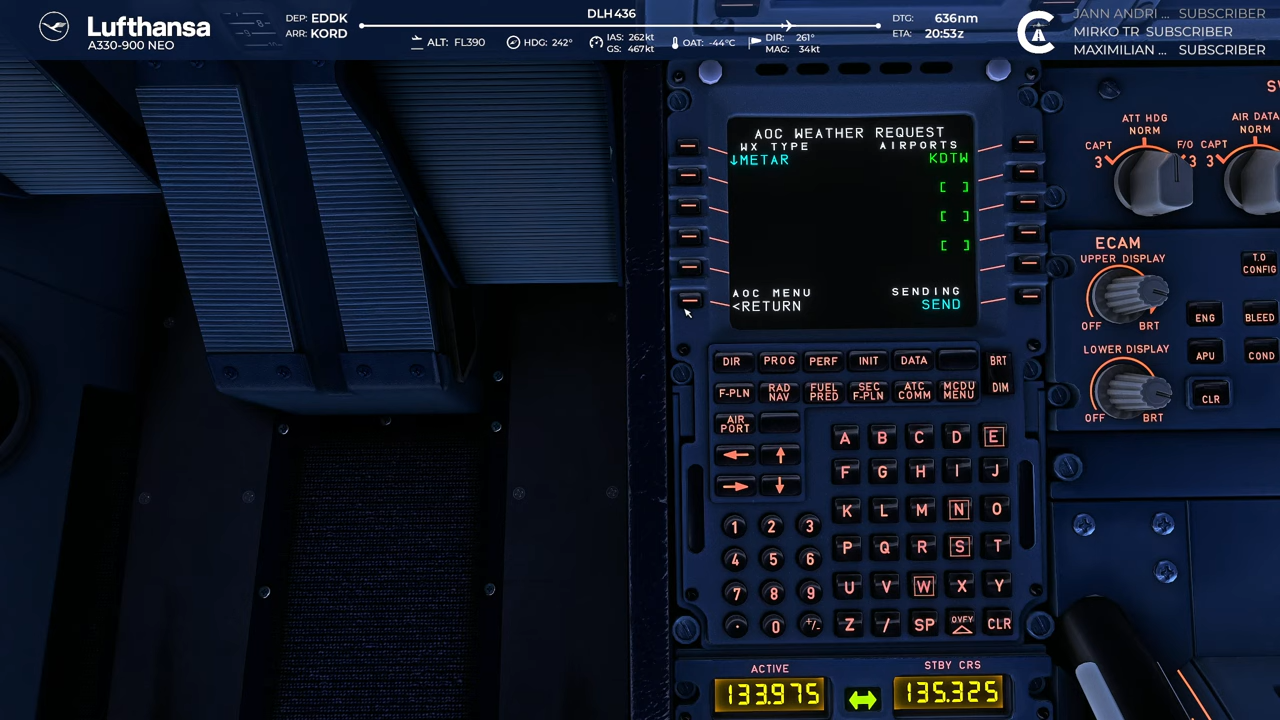 Lufthansa
A330-900 NEO
DEP: EDDK
ARR: KORD
DLH436
ALT: FL390
HDG: 242°
IAS: 262kt
GS: 467kt
OAT: -44°C
DIR: 261°
MAG: 34kt
DTG: 636nm
ETA: 20:53z
JANN ANDRI ... SUBSCRIBER
MIRKO TR SUBSCRIBER
MAXIMILIAN ... SUBSCRIBER
AOC WEATHER REQUEST
WX TYPE AIRPORTS
↓METAR KDTW
[ ]
[ ]
[ ]
AOC MENU SENDING
<RETURN SEND
DIR PROG PERF INIT DATA
BRT
DIM
F-PLN RAD NAV FUEL PRED SEC F-PLN ATC COMM MCDU MENU
AIR PORT
← ↑
→ ↓
A B C D E
F G H I J
K L M N O
P Q R S T
U V W X Y
Z / SP OVFY CLR
1 2 3
4 5 6
7 8 9
. 0 +/-
ACTIVE STBY CRS
135.325
ATT HDG
NORM
CAPT 3 F/O 3
AIR DATA
NORM
CAPT 3
ECAM
UPPER DISPLAY
OFF BRT
LOWER DISPLAY
OFF BRT
T.O
CONFIG
ENG BLEED
APU COND
CLR